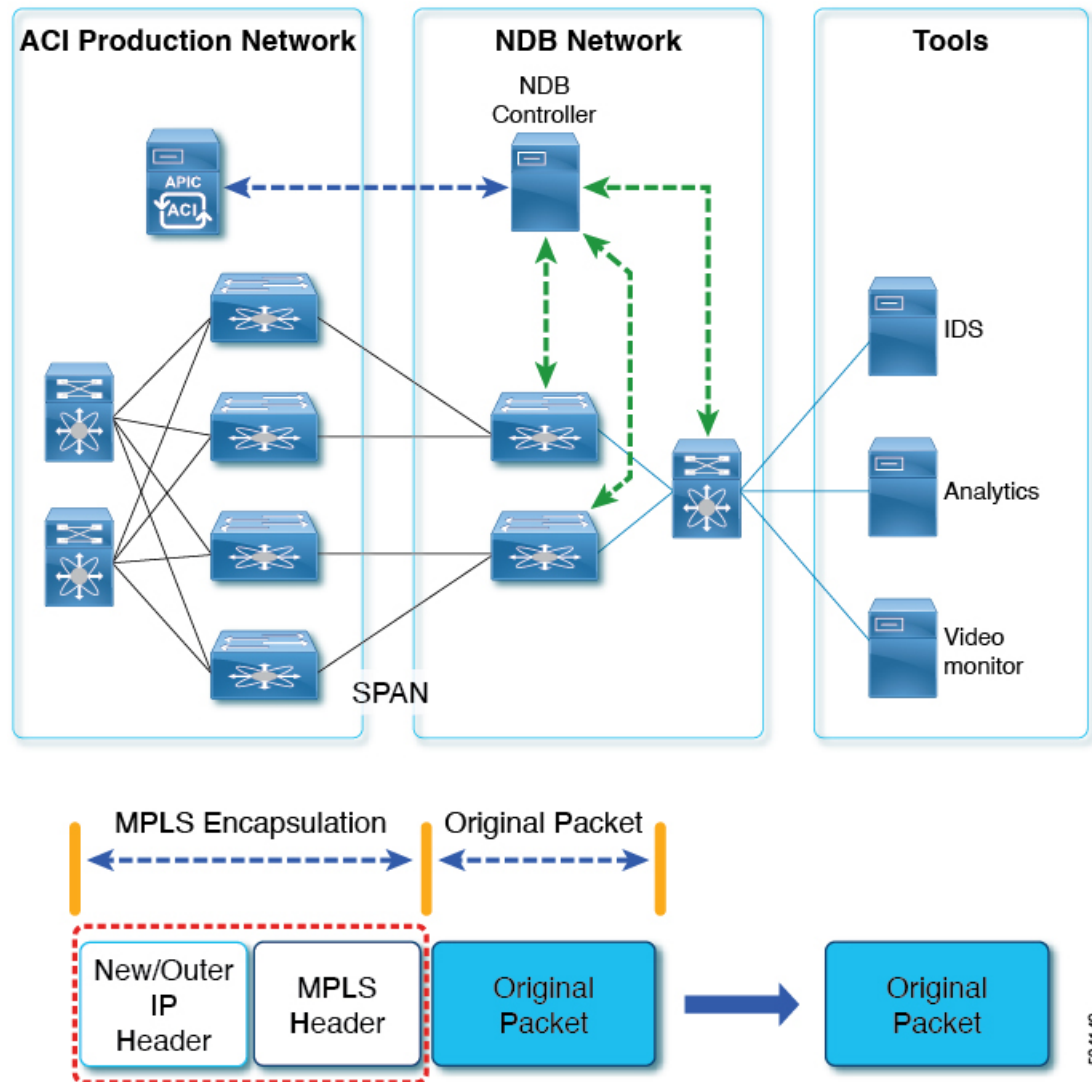 ACI Production Network
NDB Network
Tools
NDB
Controller
APIC
ACI
IDS
Analytics
Video
monitor
SPAN
MPLS Encapsulation
Original Packet
New/Outer
IP
Header
MPLS
Header
Original
Packet
Original
Packet